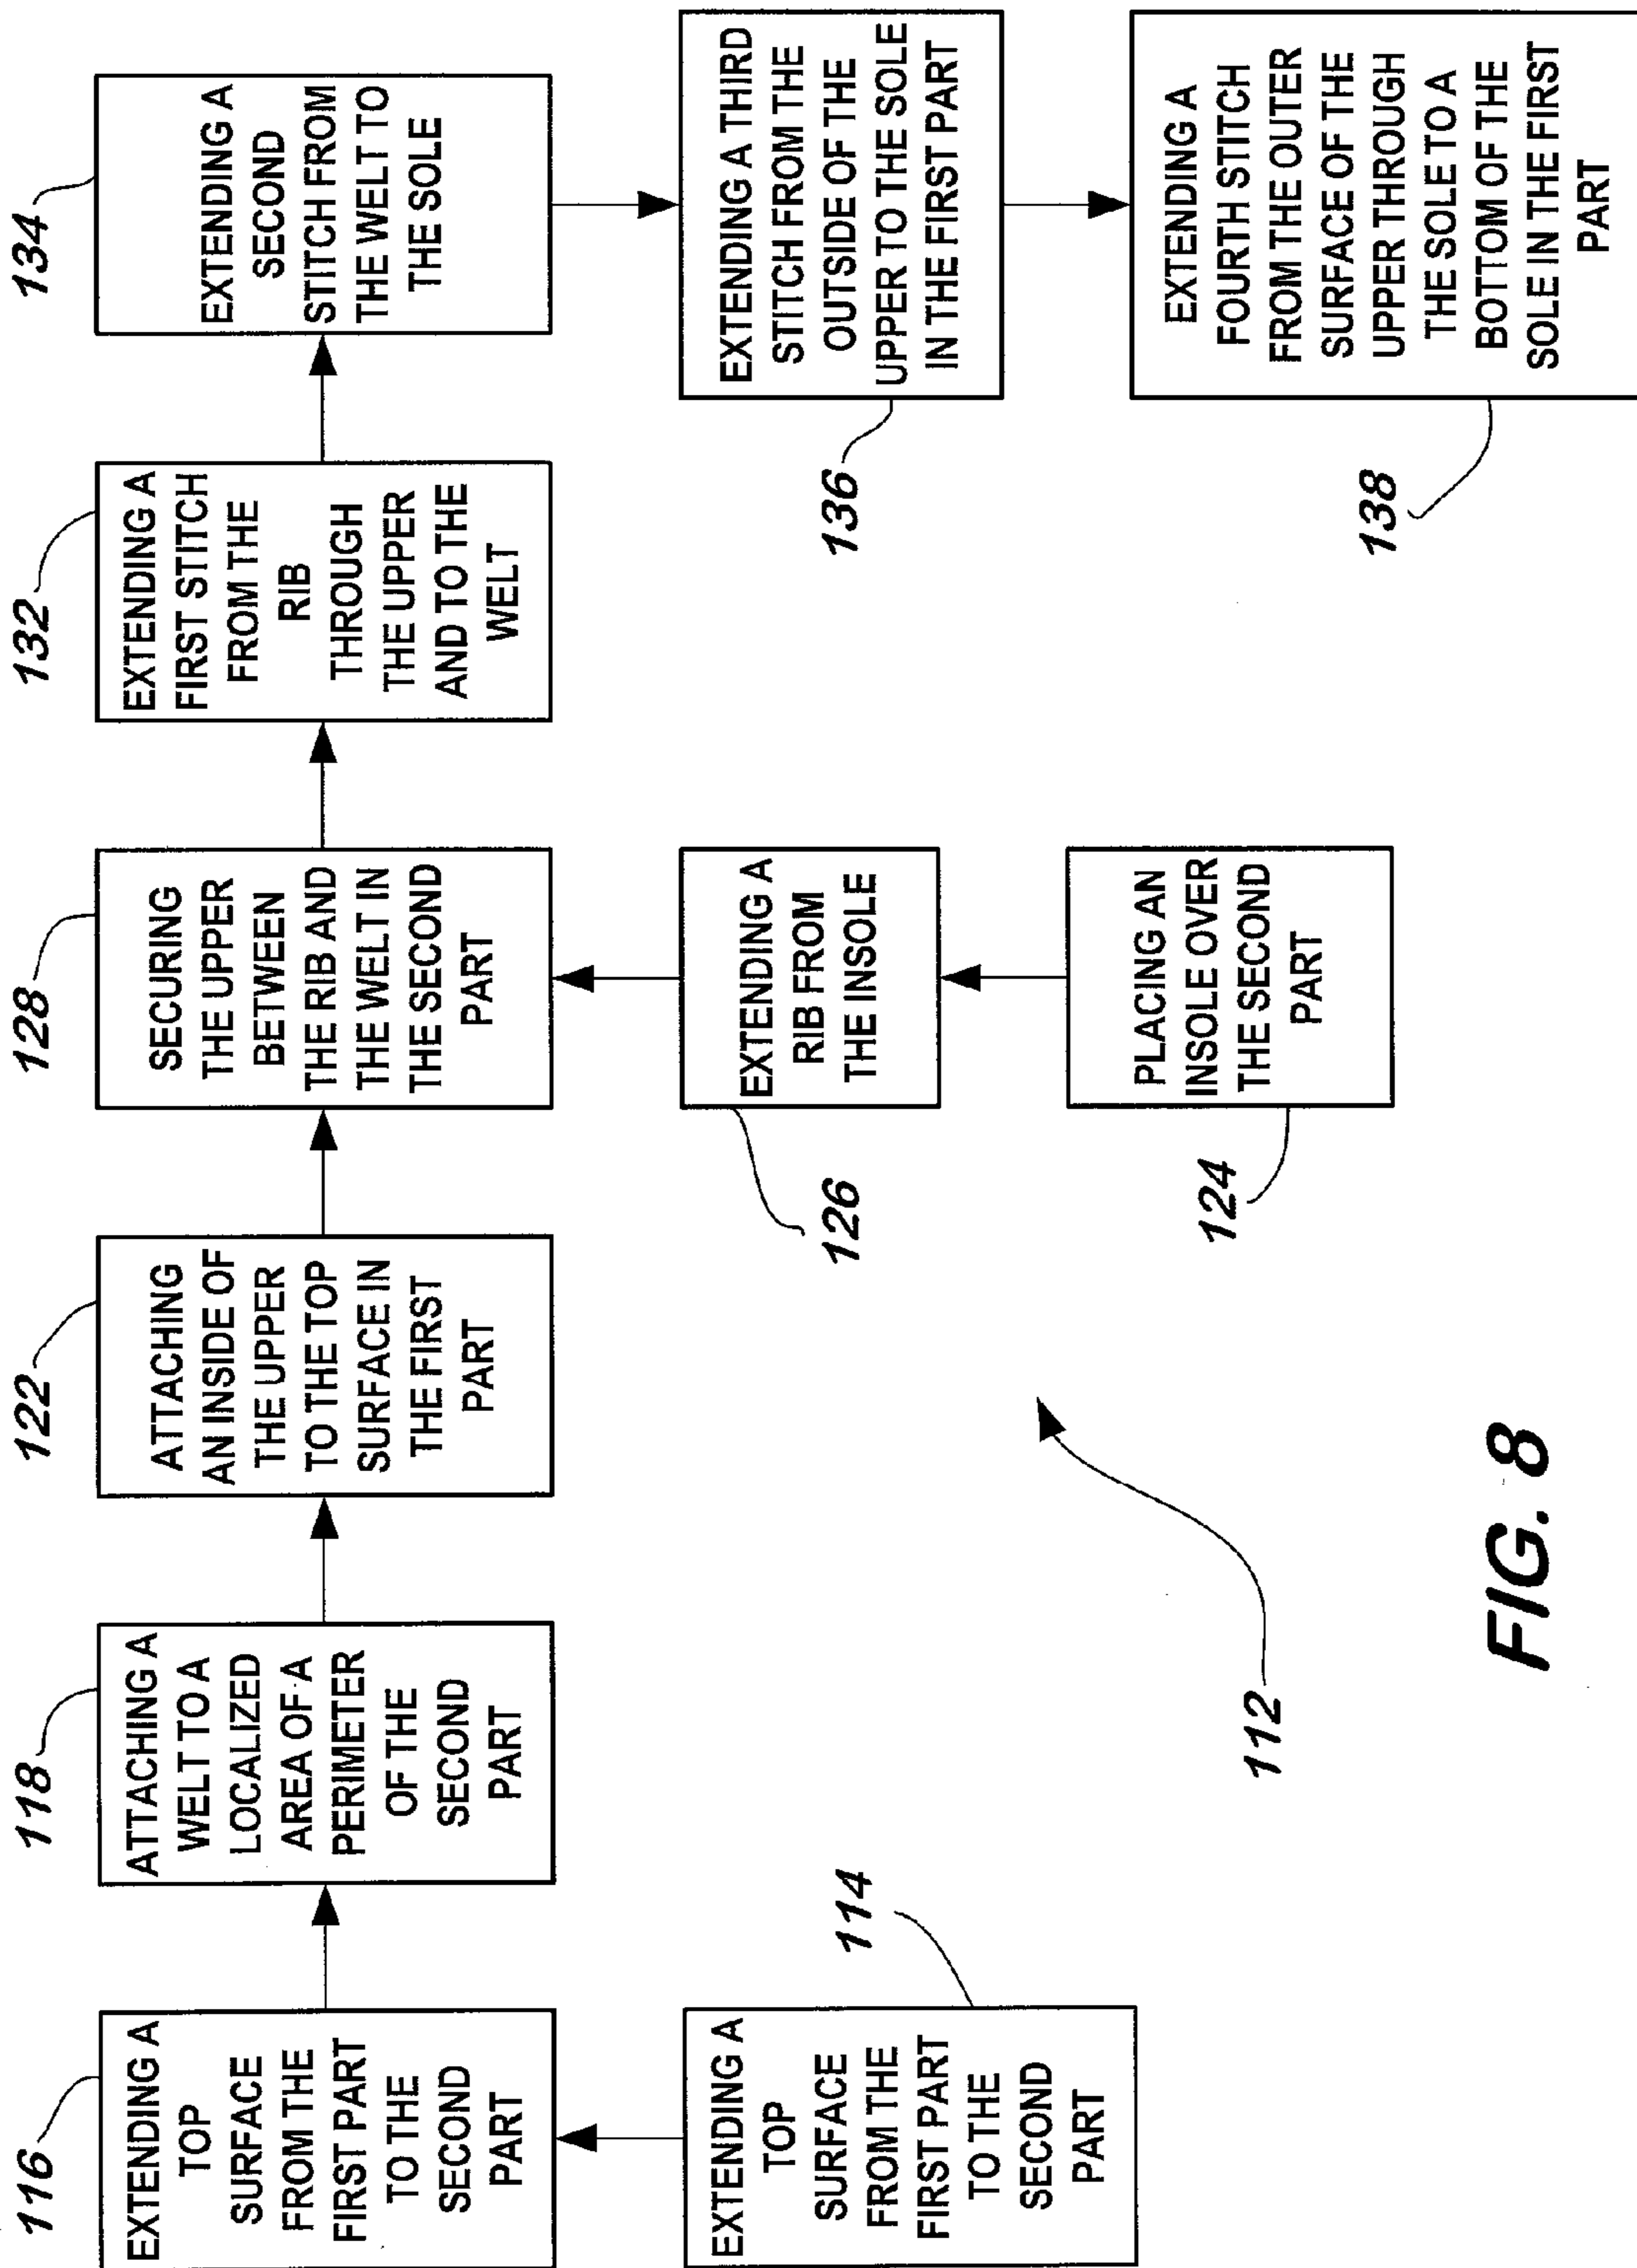 116
EXTENDING A
TOP
SURFACE
FROM THE
FIRST PART
TO THE
SECOND
PART
118
ATTACHING A
WELT TO A
LOCALIZED
AREA OF A
PERIMETER
OF THE
SECOND
PART
122
ATTACHING
AN INSIDE OF
THE UPPER
TO THE TOP
SURFACE IN
THE FIRST
PART
128
SECURING
THE UPPER
BETWEEN
THE RIB AND
THE WELT IN
THE SECOND
PART
132
EXTENDING A
FIRST STITCH
FROM THE
RIB
THROUGH
THE UPPER
AND TO THE
WELT
134
EXTENDING A
SECOND
STITCH FROM
THE WELT TO
THE SOLE
EXTENDING A
TOP
SURFACE
FROM THE
FIRST PART
TO THE
SECOND
PART
114
EXTENDING A
RIB FROM
THE INSOLE
126
EXTENDING A THIRD
STITCH FROM THE
OUTSIDE OF THE
UPPER TO THE SOLE
IN THE FIRST PART
136
PLACING AN
INSOLE OVER
THE SECOND
PART
124
EXTENDING A
FOURTH STITCH
FROM THE OUTER
SURFACE OF THE
UPPER THROUGH
THE SOLE TO A
BOTTOM OF THE
SOLE IN THE FIRST
PART
138
112
FIG. 8